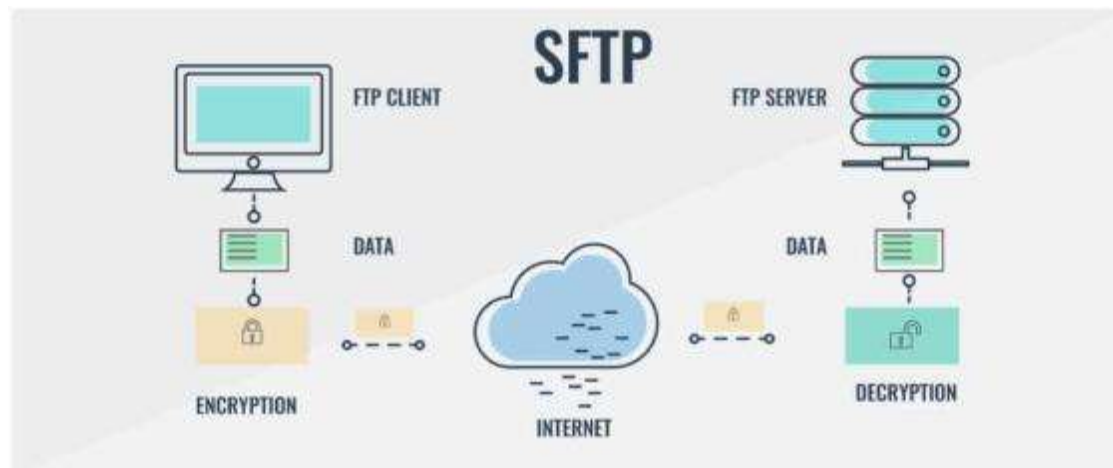 SFTP
FTP CLIENT
FTP SERVER
DATA
DATA
ENCRYPTION
INTERNET
DECRYPTION